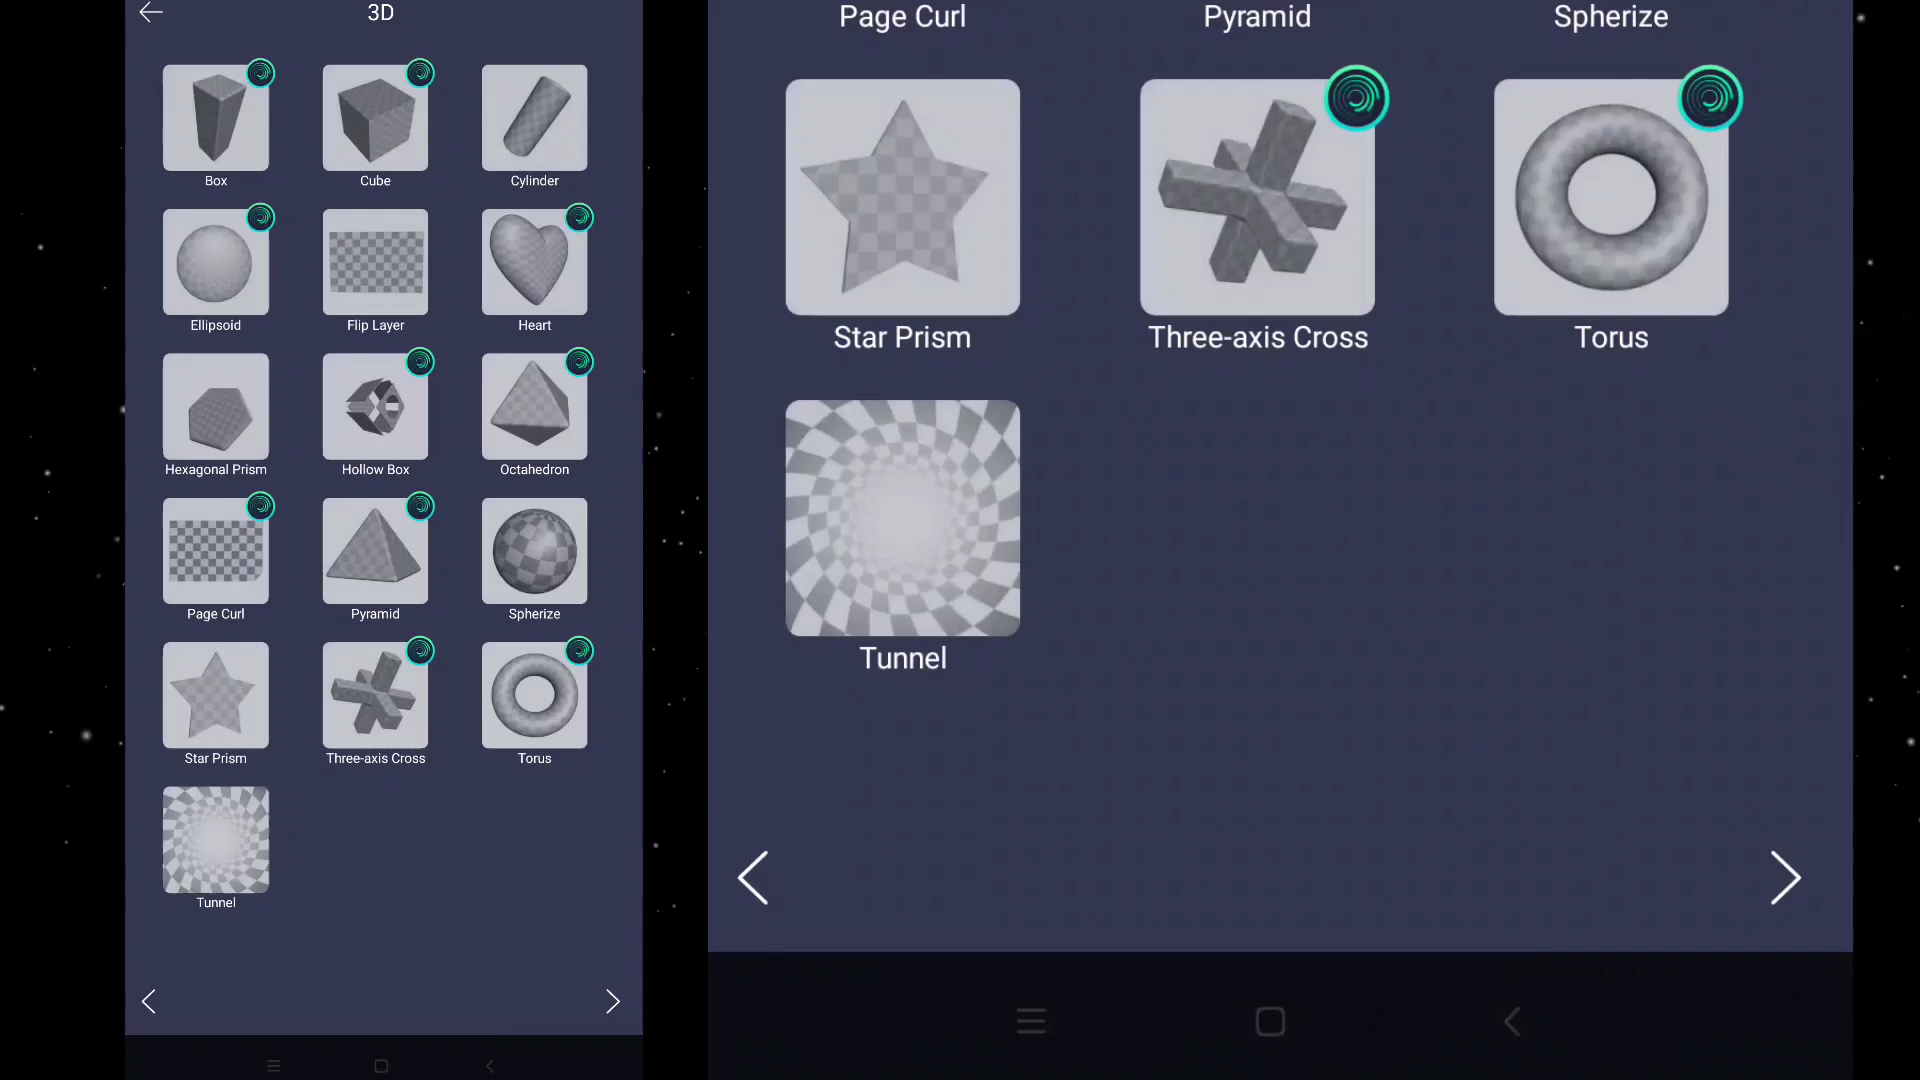 3D
Box
Cube
Cylinder
Ellipsoid
Flip Layer
Heart
Hexagonal Prism
Hollow Box
Octahedron
Page Curl
Pyramid
Spherize
Star Prism
Three-axis Cross
Torus
Tunnel
Page Curl
Pyramid
Spherize
Star Prism
Three-axis Cross
Torus
Tunnel